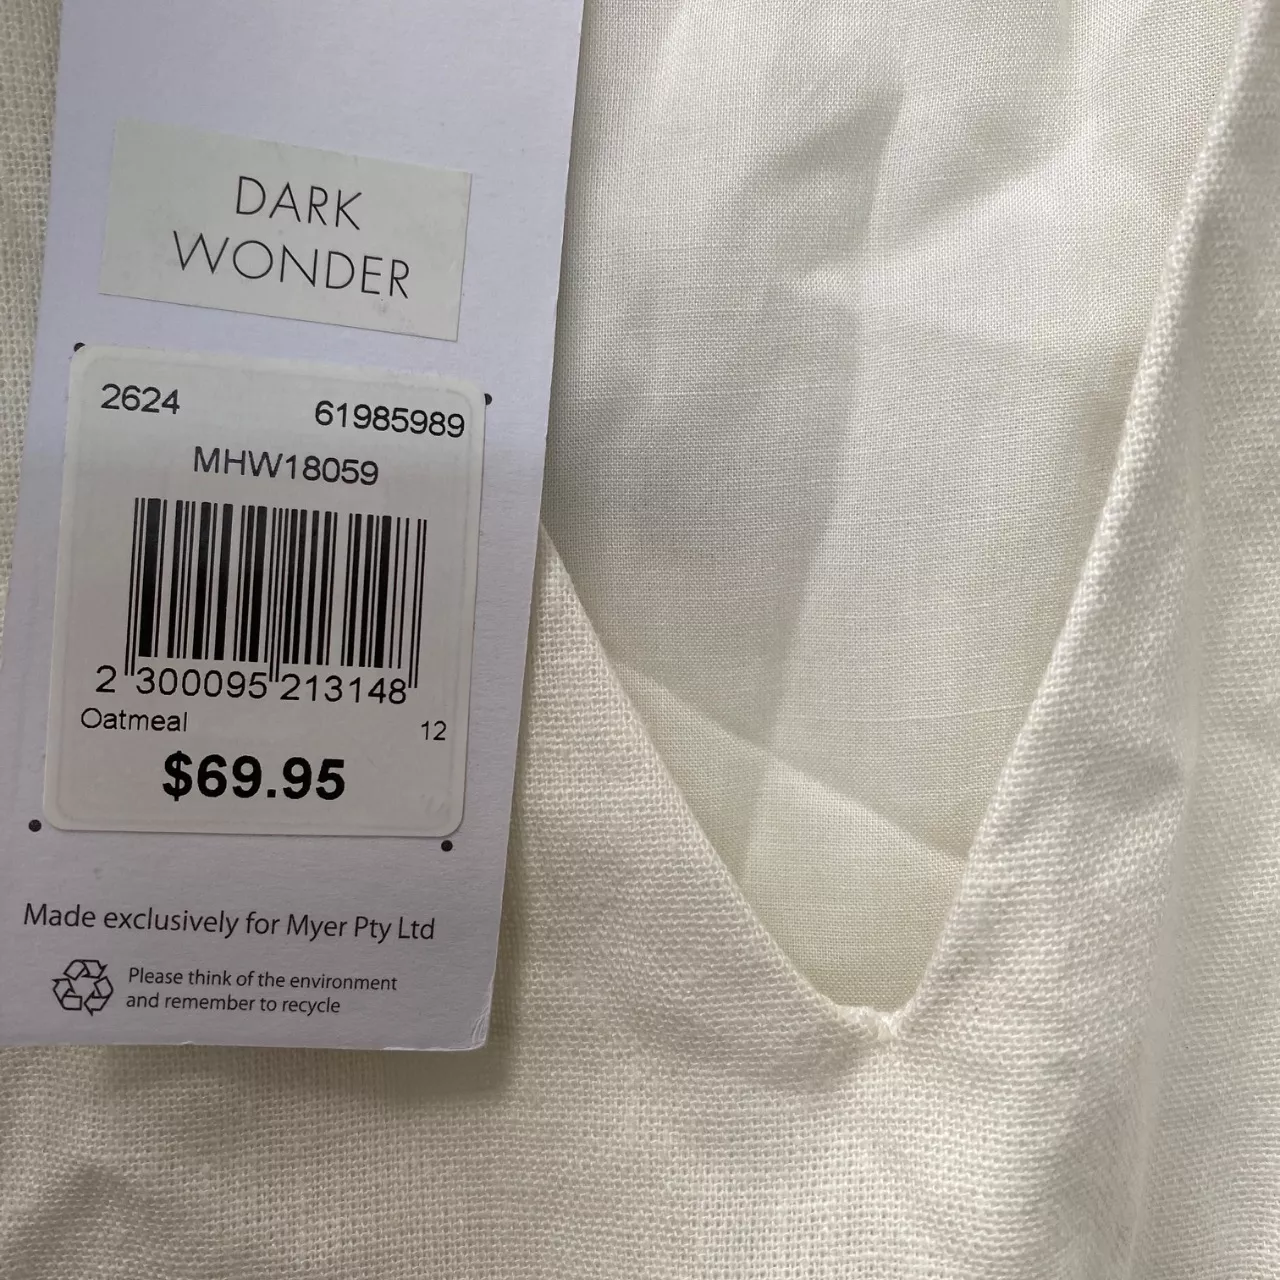 DARK
WONDER
2624 61985989
MHW18059
2 300095 213148
Oatmeal 12
$69.95
Made exclusively for Myer Pty Ltd
Please think of the environment
and remember to recycle